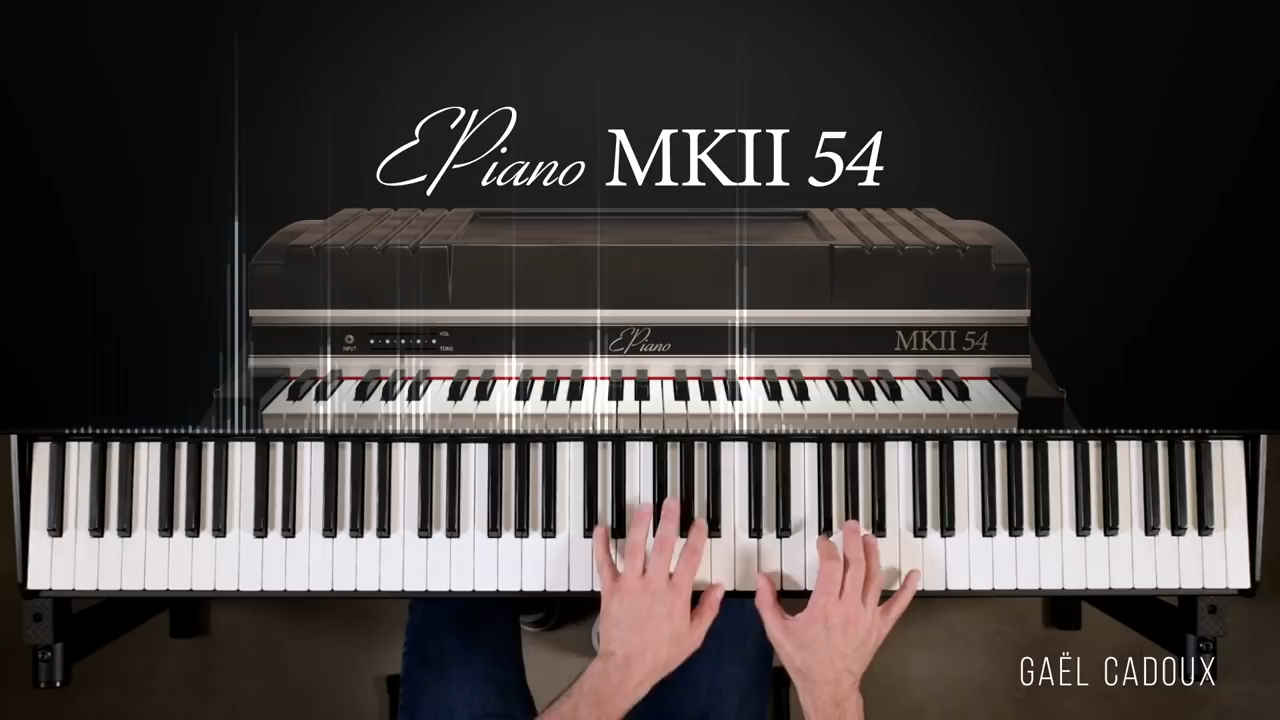 EPiano MKII 54
VOL
INPUT
TONE
EPiano
MKII 54
GAËL CADOUX